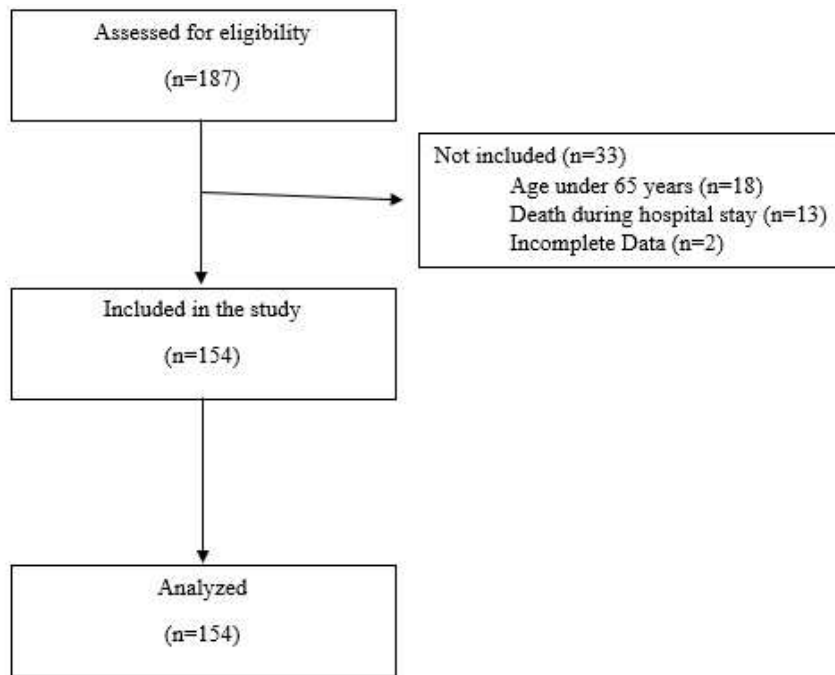 Assessed for eligibility
(n=187)
Not included (n=33)
Age under 65 years (n=18)
Death during hospital stay (n=13)
Incomplete Data (n=2)
Included in the study
(n=154)
Analyzed
(n=154)